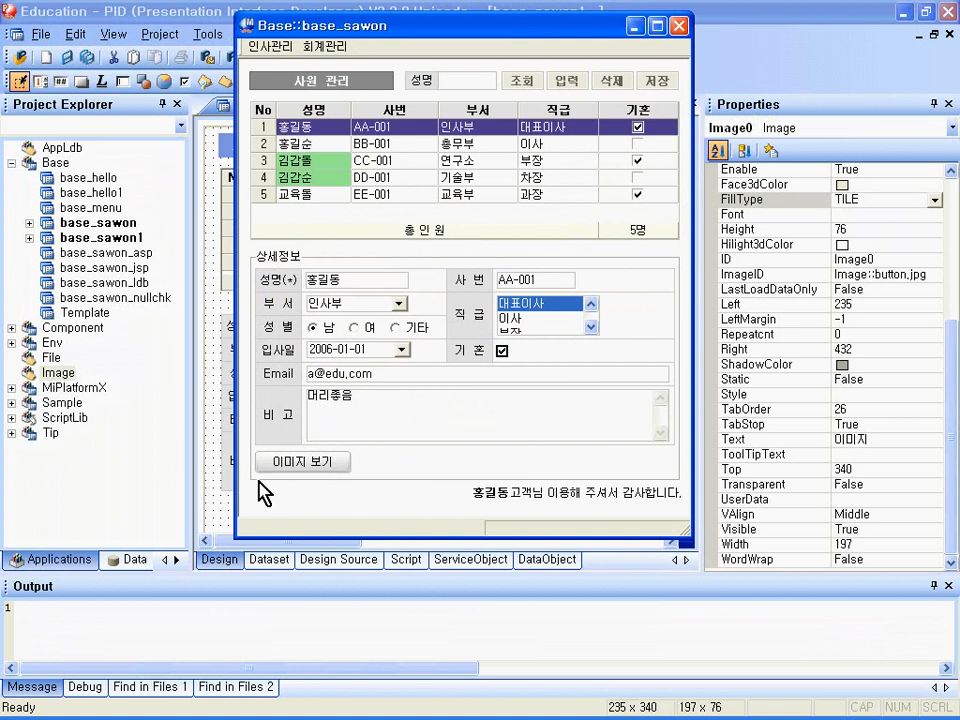 Education - PID (Presentation
Base::base_sawon
File Edit View Project Tools
인사관리 회계관리
사원 관리 성명 조회 입력 삭제 저장
No 성명 사번 부서 직급 기혼
1 홍길동 AA-001 인사부 대표이사
2 홍길순 BB-001 총무부 이사
3 김갑돌 CC-001 연구소 부장
4 김갑순 DD-001 기술부 차장
5 교육돌 EE-001 교육부 과장
총 인 원 5명
상세정보
성명(*) 홍길동 사 번 AA-001
부 서 인사부 직 급 대표이사
이사
부장
성 별 남 여 기타
입사일 2006-01-01 기 혼
Email a@edu.com
비 고 머리좋음
이미지 보기
홍길동고객님 이용해 주셔서 감사합니다.
Project Explorer
AppLdb
Base
base_hello
base_hello1
base_menu
base_sawon
base_sawon1
base_sawon_asp
base_sawon_jsp
base_sawon_ldb
base_sawon_nullchk
Template
Component
Env
File
Image
MiPlatformX
Sample
ScriptLib
Tip
Applications Data
Design Dataset Design Source Script ServiceObject DataObject
Properties
Image0 Image
Enable True
Face3dColor
FillType TILE
Font
Height 76
Hilight3dColor
ID Image0
ImageID Image::button.jpg
LastLoadDataOnly False
Left 235
LeftMargin -1
Repeatcnt 0
Right 432
ShadowColor
Static False
Style
TabOrder 26
TabStop True
Text 이미지
ToolTipText
Top 340
Transparent False
UserData
VAlign Middle
Visible True
Width 197
WordWrap False
Output
1
Message Debug Find in Files 1 Find in Files 2
Ready 235 x 340 197 x 76 CAP NUM SCRL